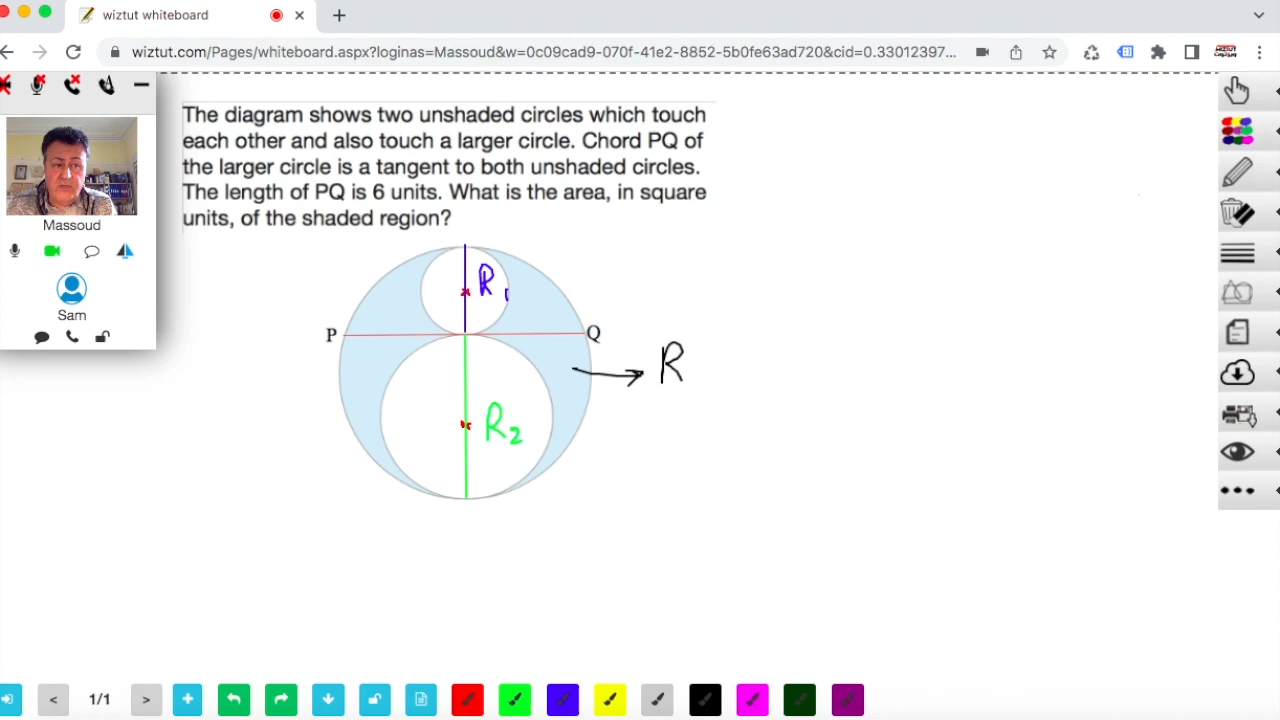 wiztut whiteboard
wiztut.com/Pages/whiteboard.aspx?loginas=Massoud&w=0c09cad9-070f-41e2-8852-5b0fe63ad720&cid=0.33012397...
The diagram shows two unshaded circles which touch
each other and also touch a larger circle. Chord PQ of
the larger circle is a tangent to both unshaded circles.
The length of PQ is 6 units. What is the area, in square
units, of the shaded region?
Massoud
Sam
R1
P
Q
R
R2
< 1/1 >